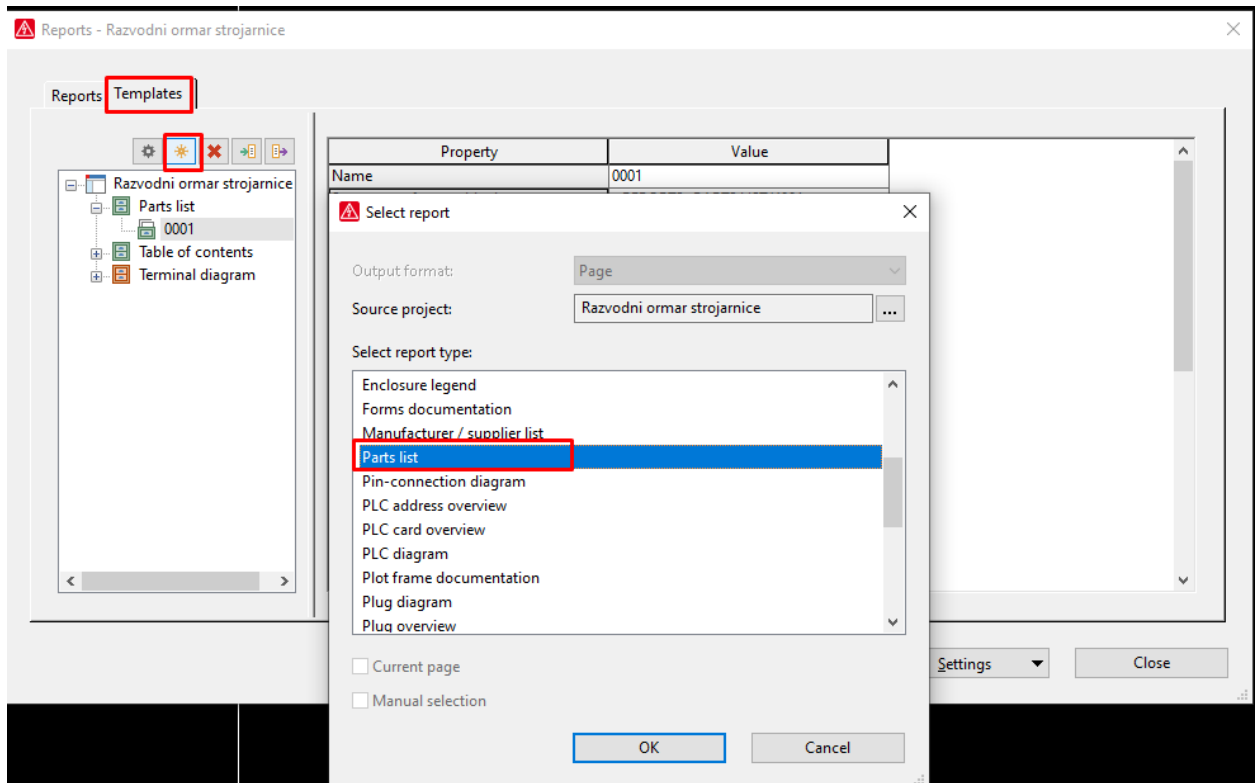 Reports - Razvodni ormar strojarnice
Reports
Templates
Property
Value
Name
0001
Razvodni ormar strojarnice
Parts list
0001
Table of contents
Terminal diagram
Select report
Output format:
Page
Source project:
Razvodni ormar strojarnice
...
Select report type:
Enclosure legend
Forms documentation
Manufacturer / supplier list
Parts list
Pin-connection diagram
PLC address overview
PLC card overview
PLC diagram
Plot frame documentation
Plug diagram
Plug overview
Current page
Manual selection
OK
Cancel
Settings
Close